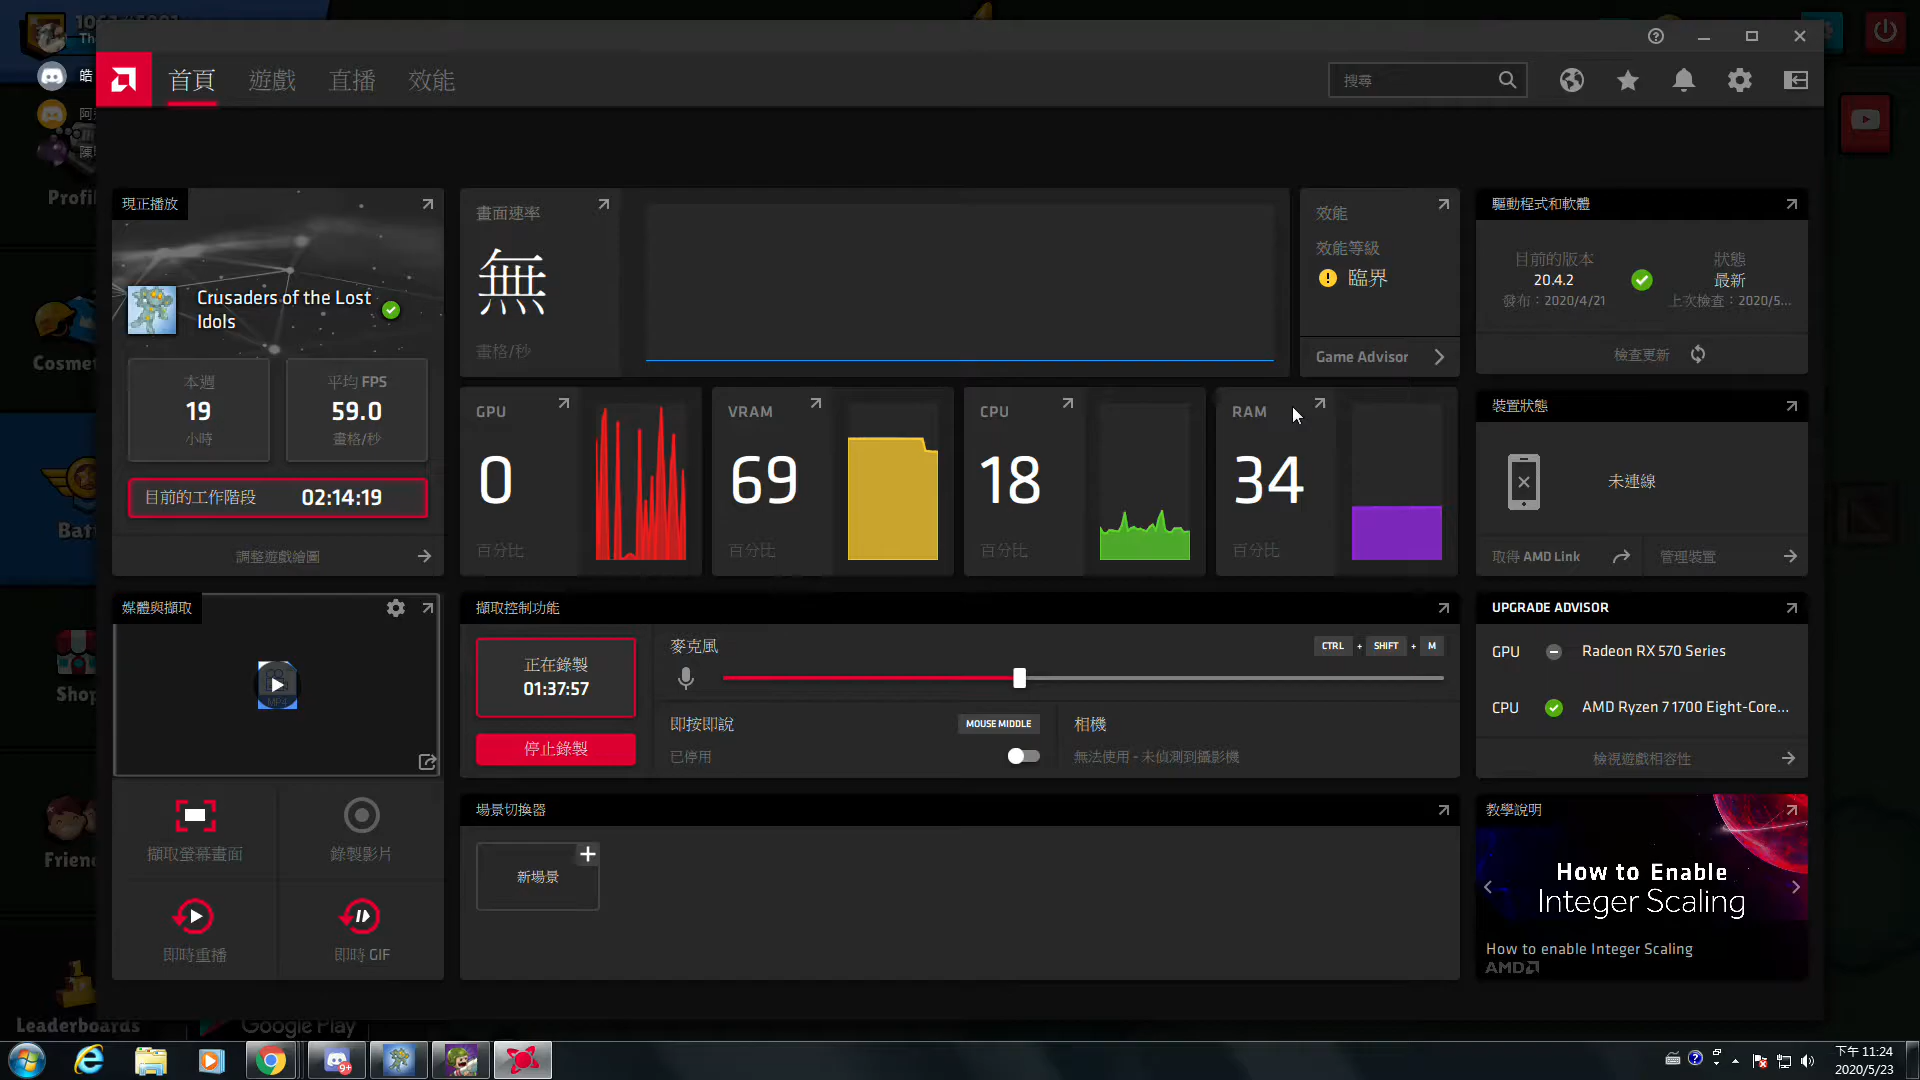 首頁
遊戲
直播
效能
搜尋
皓
阿
陳
Profil
現正播放
Crusaders of the Lost
Idols
本週
19
小時
平均 FPS
59.0
畫格/秒
目前的工作階段
02:14:19
調整遊戲繪圖
畫面速率
無
畫格/秒
效能
效能等級
臨界
Game Advisor
驅動程式和軟體
目前的版本
20.4.2
發布：2020/4/21
狀態
最新
上次檢查：2020/5...
檢查更新
Cosmet
GPU
0
百分比
VRAM
69
百分比
CPU
18
百分比
RAM
34
百分比
裝置狀態
未連線
取得 AMD Link
管理裝置
Batt
媒體與擷取
MP4
擷取螢幕畫面
錄製影片
即時重播
即時 GIF
擷取控制功能
正在錄製
01:37:57
停止錄製
麥克風
CTRL + SHIFT + M
即按即說
MOUSE MIDDLE
已停用
相機
無法使用 - 未偵測到攝影機
UPGRADE ADVISOR
GPU
Radeon RX 570 Series
CPU
AMD Ryzen 7 1700 Eight-Core...
檢視遊戲相容性
Shop
場景切換器
新場景
教學說明
How to Enable
Integer Scaling
How to enable Integer Scaling
AMD
Friend
Leaderboards
Google Play
9+
下午 11:24
2020/5/23